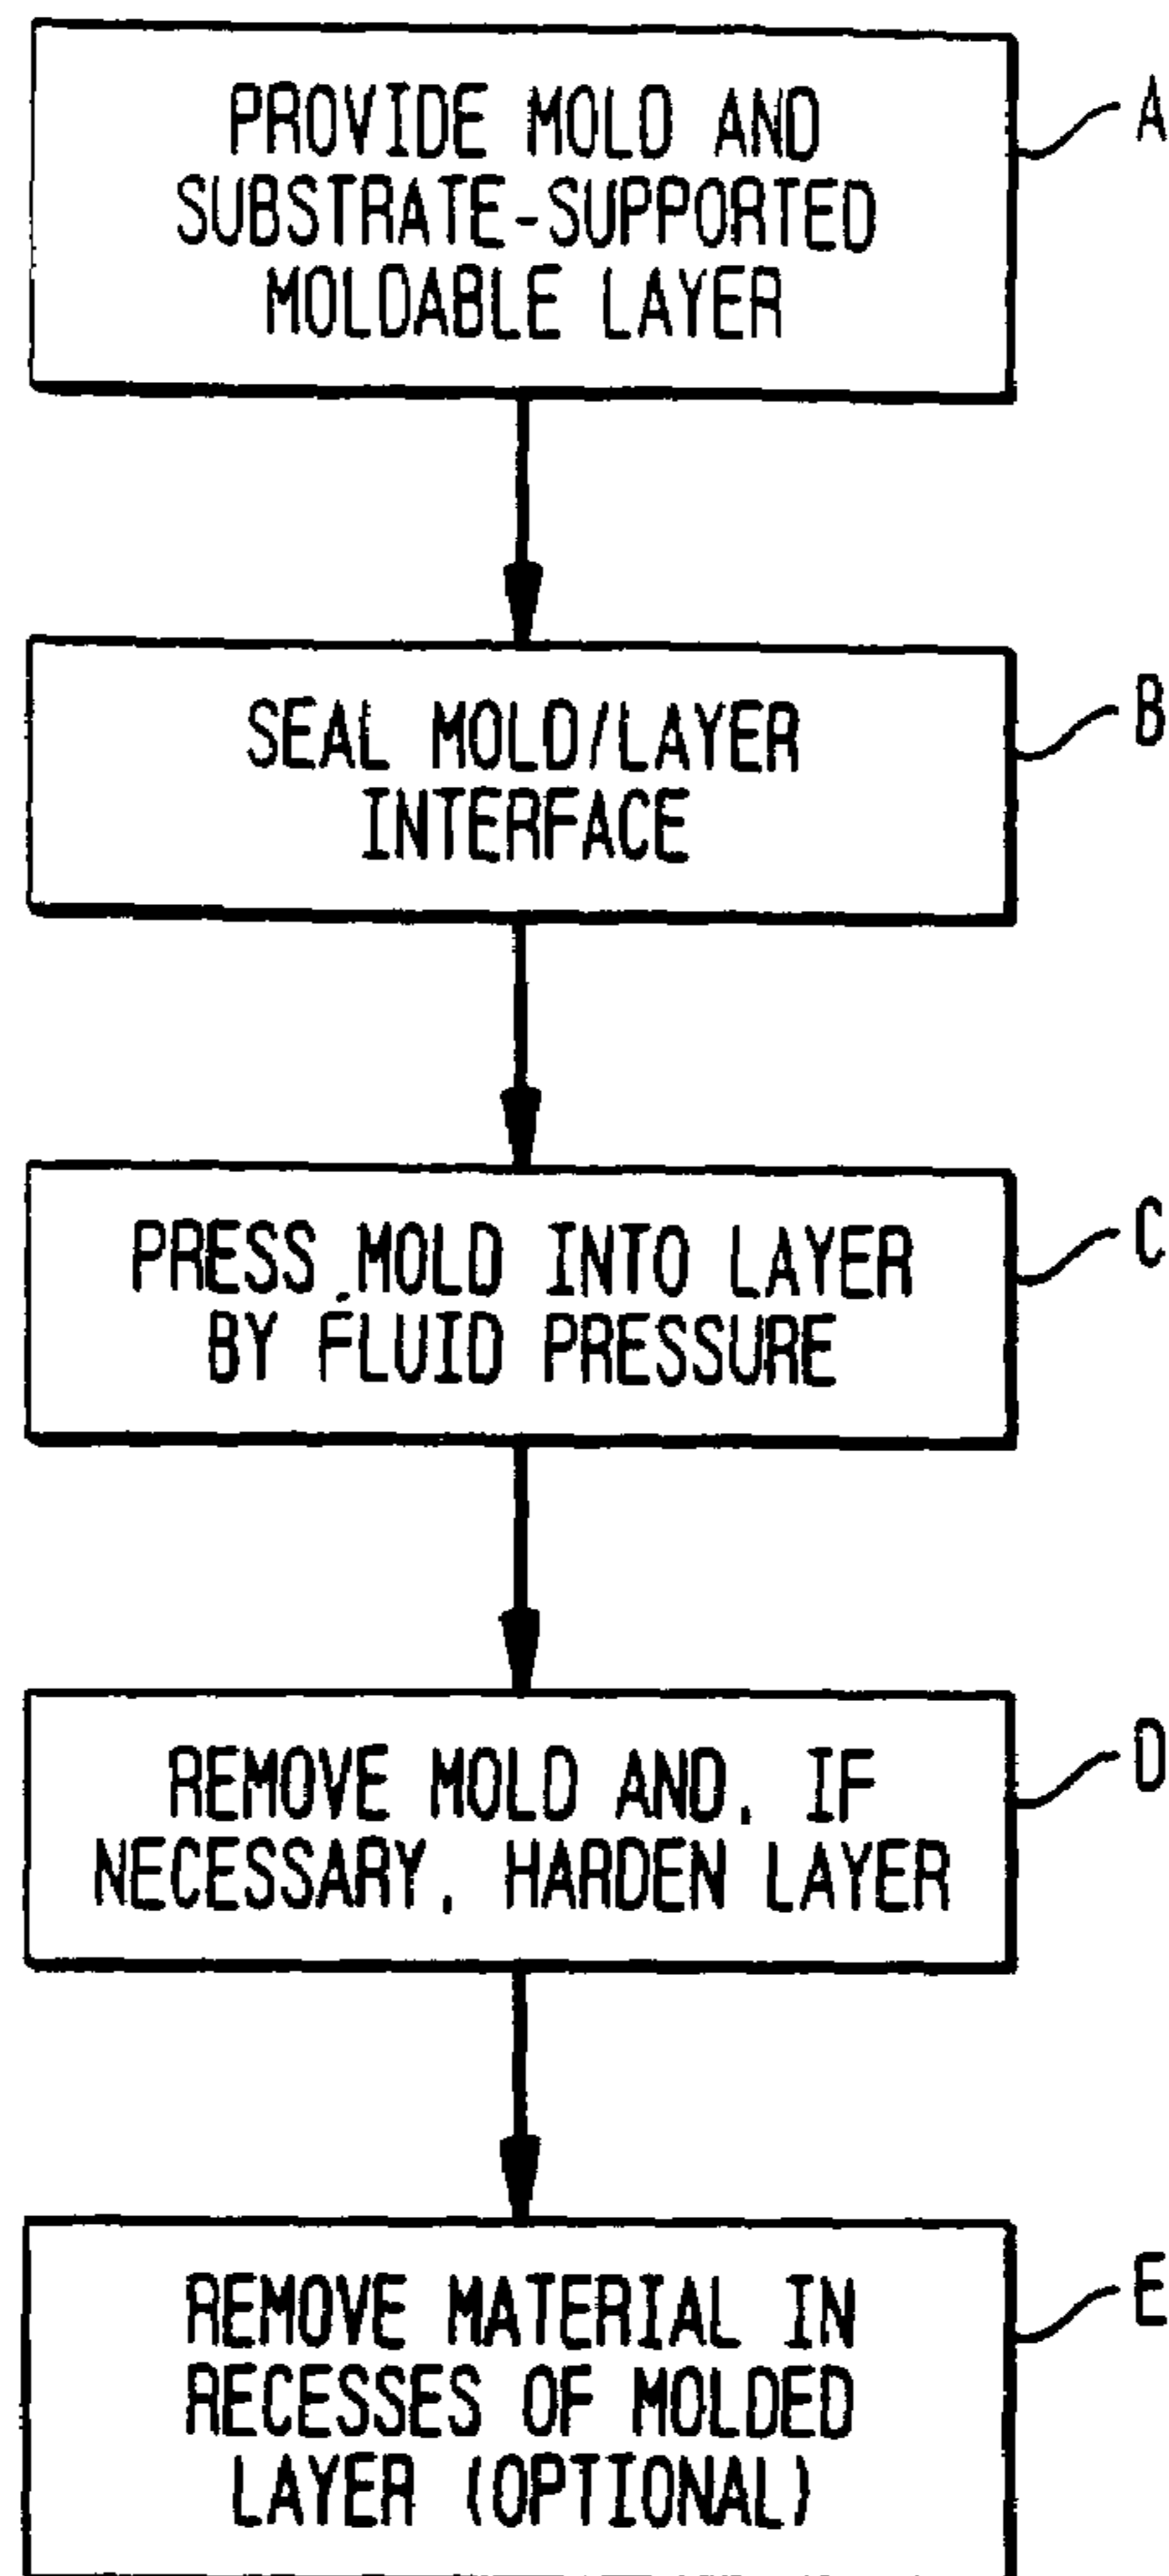 PROVIDE MOLD AND
SUBSTRATE-SUPPORTED
MOLDABLE LAYER
A
SEAL MOLD/LAYER
INTERFACE
B
PRESS MOLD INTO LAYER
BY FLUID PRESSURE
C
REMOVE MOLD AND, IF
NECESSARY, HARDEN LAYER
D
REMOVE MATERIAL IN
RECESSES OF MOLDED
LAYER (OPTIONAL)
E